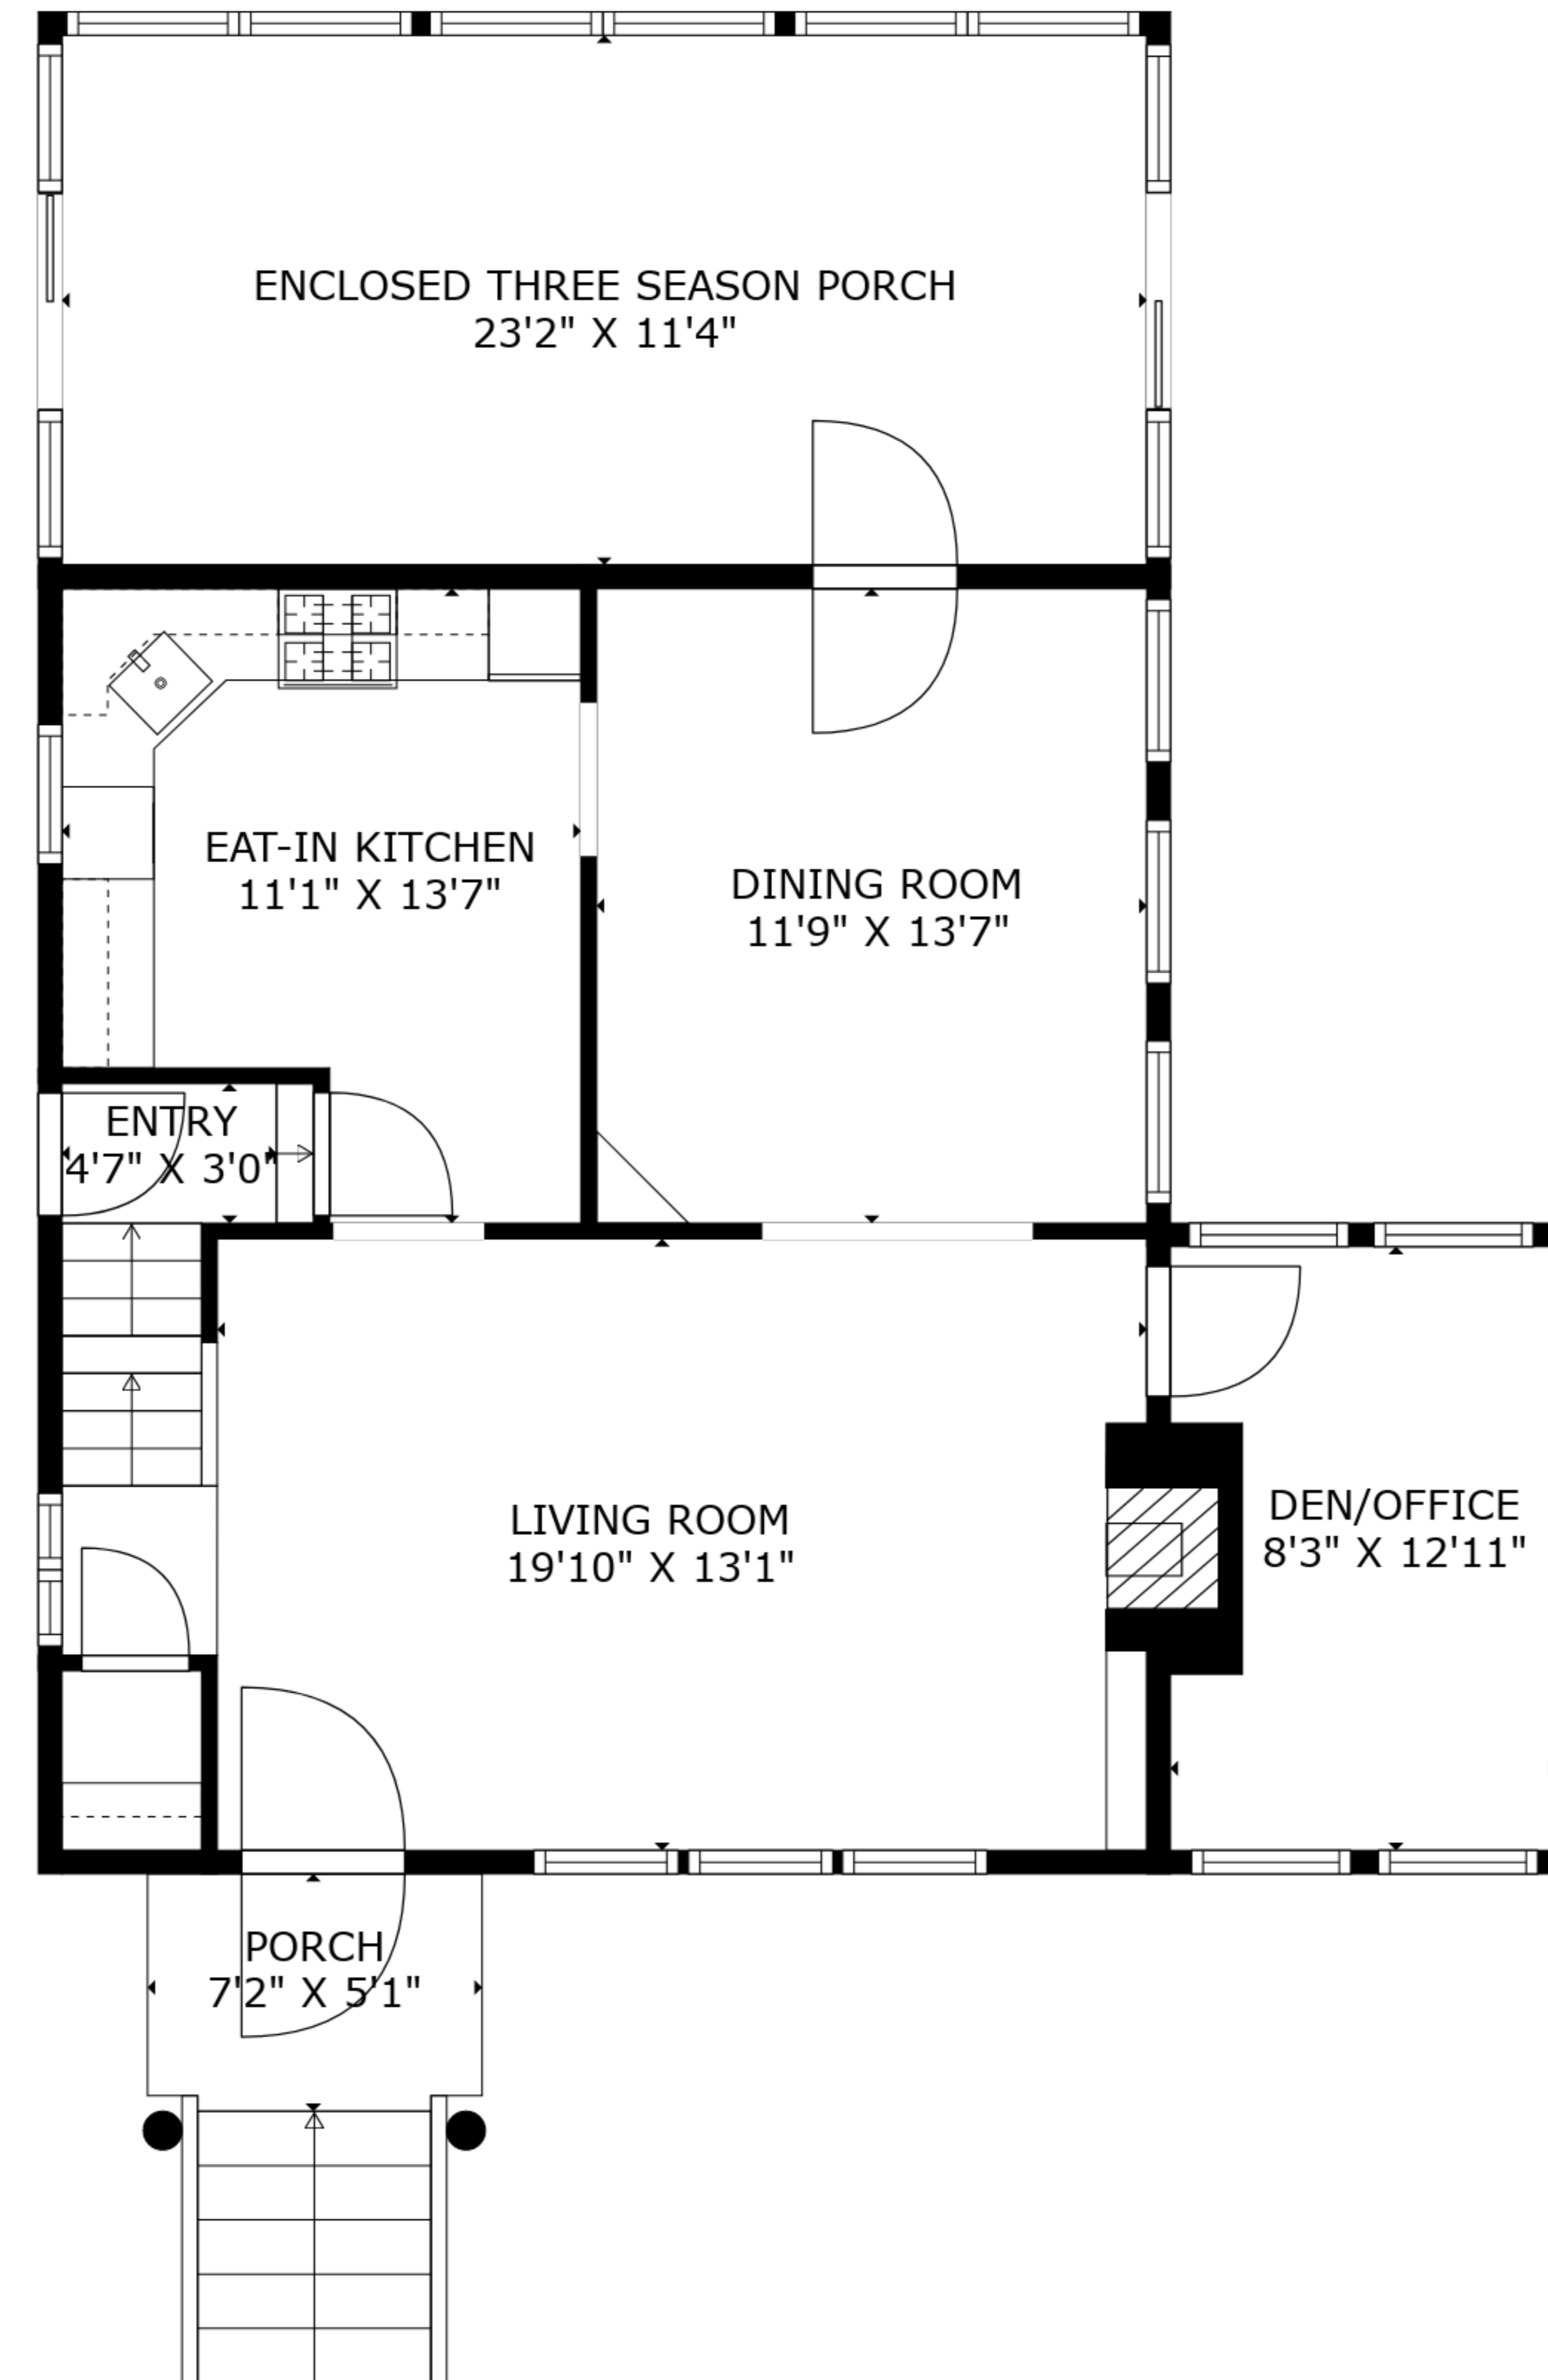 ENCLOSED THREE SEASON PORCH
23'2" X 11'4"
EAT-IN KITCHEN
11'1" X 13'7"
DINING ROOM
11'9" X 13'7"
ENTRY
4'7" X 3'0"
LIVING ROOM
19'10" X 13'1"
DEN/OFFICE
8'3" X 12'11"
PORCH
7'2" X 5'1"